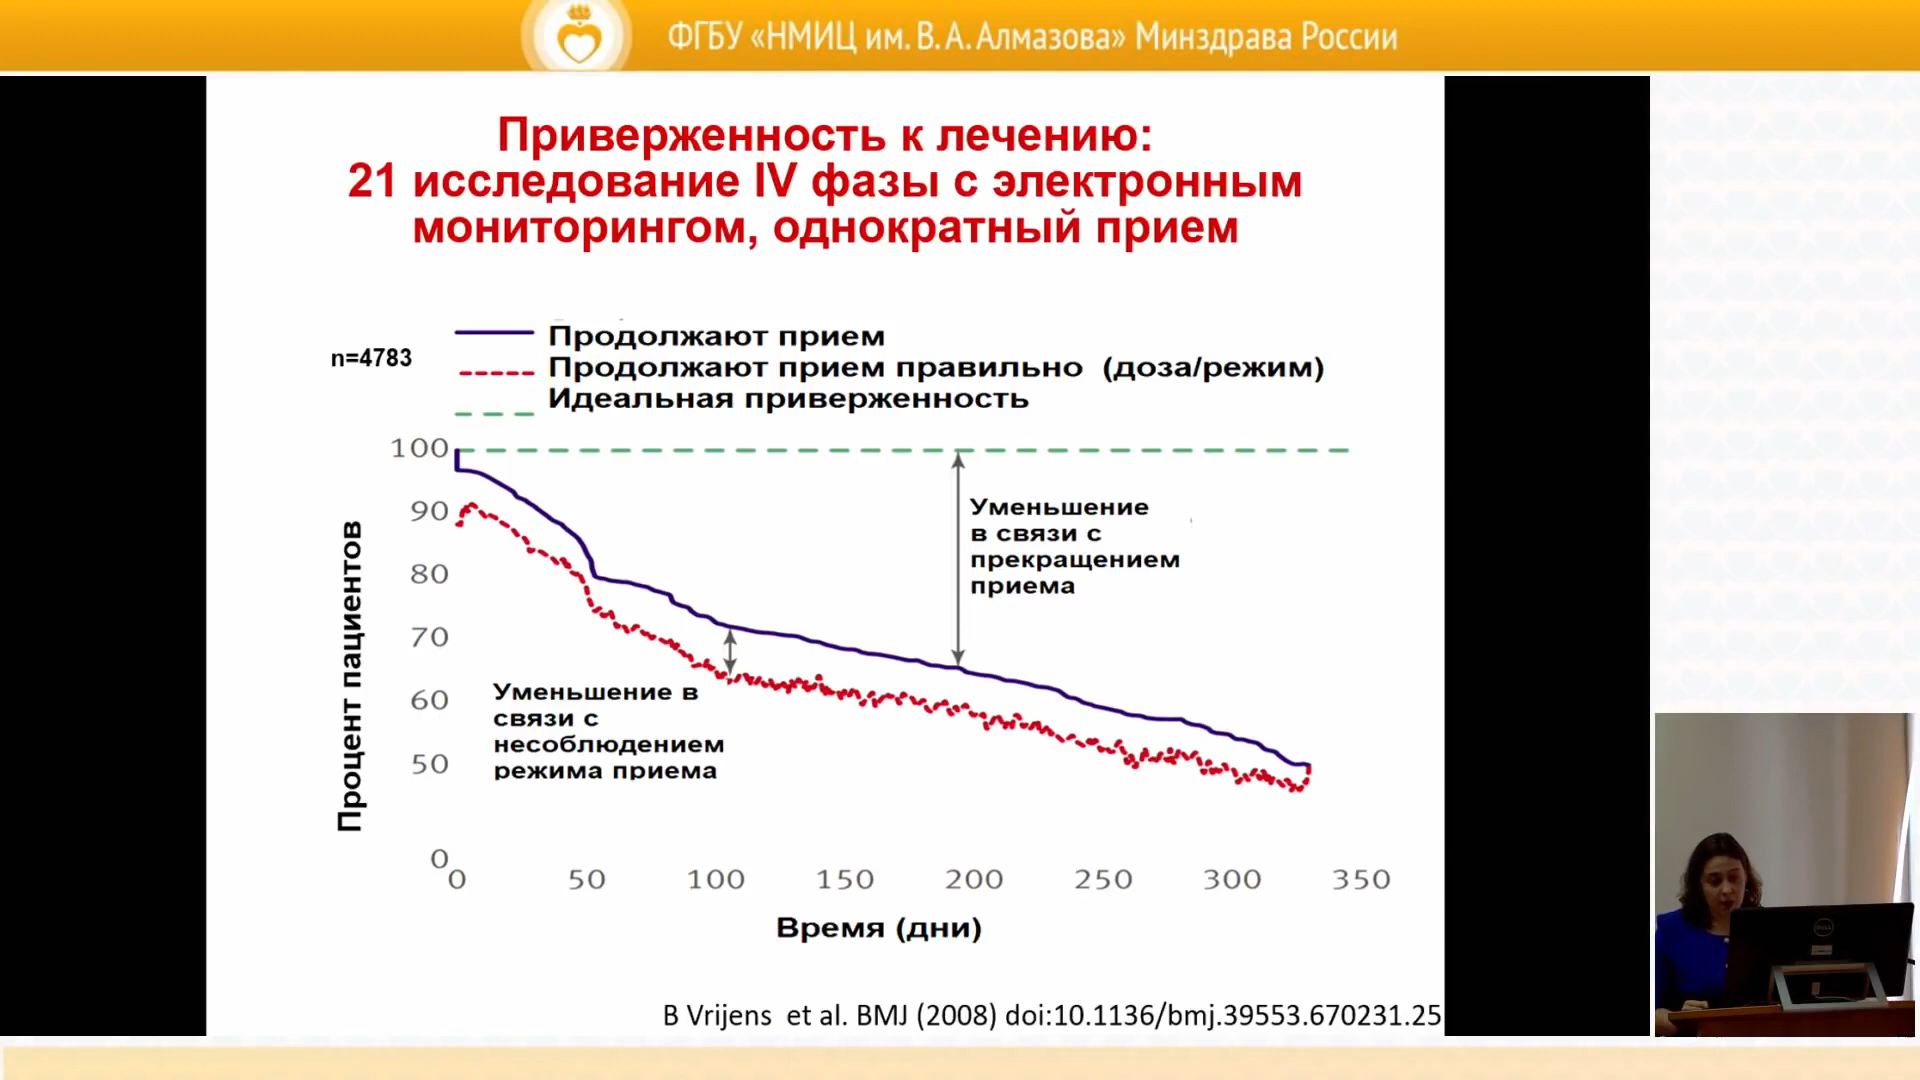 ФГБУ «НМИЦ им. В. А. Алмазова» Минздрава России
Приверженность к лечению:
21 исследование IV фазы с электронным
мониторингом, однократный прием
n=4783
Продолжают прием
Продолжают прием правильно (доза/режим)
Идеальная приверженность
Процент пациентов
100
90
80
70
60
50
0
Уменьшение
в связи с
прекращением
приема
Уменьшение в
связи с
несоблюдением
режима приема
0 50 100 150 200 250 300 350
Время (дни)
B Vrijens et al. BMJ (2008) doi:10.1136/bmj.39553.670231.25
DELL